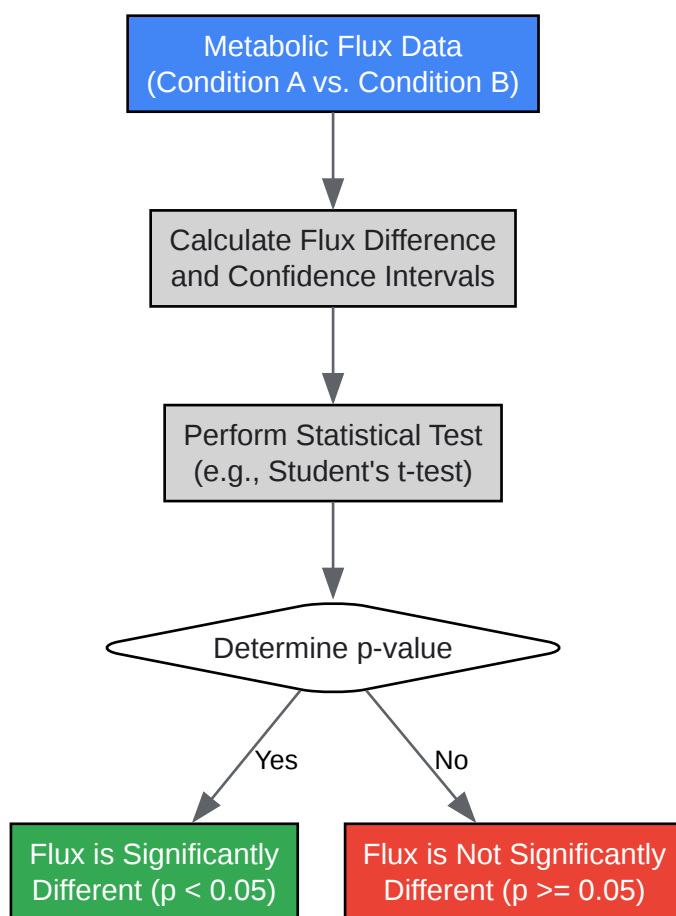 Metabolic Flux Data
(Condition A vs. Condition B)
Calculate Flux Difference
and Confidence Intervals
Perform Statistical Test
(e.g., Student's t-test)
Determine p-value
Yes
No
Flux is Significantly
Different (p < 0.05)
Flux is Not Significantly
Different (p >= 0.05)